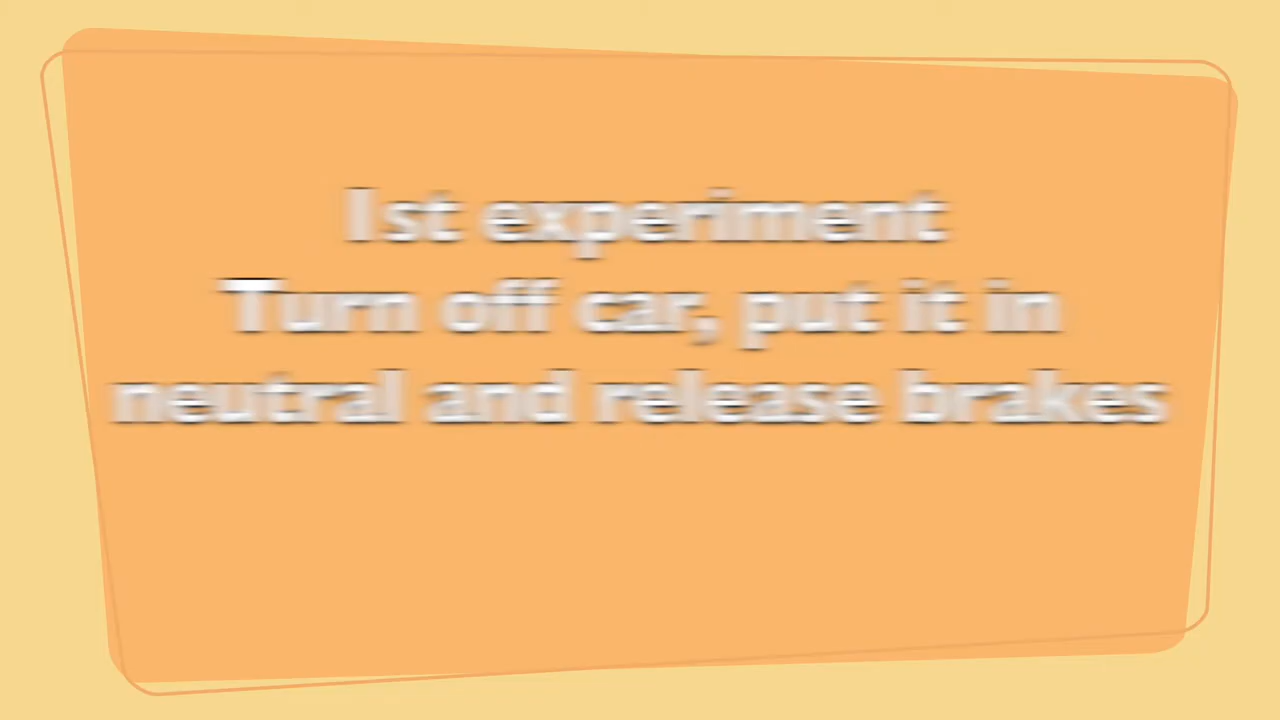 1st experiment
Turn off car, put it in
neutral and release brakes